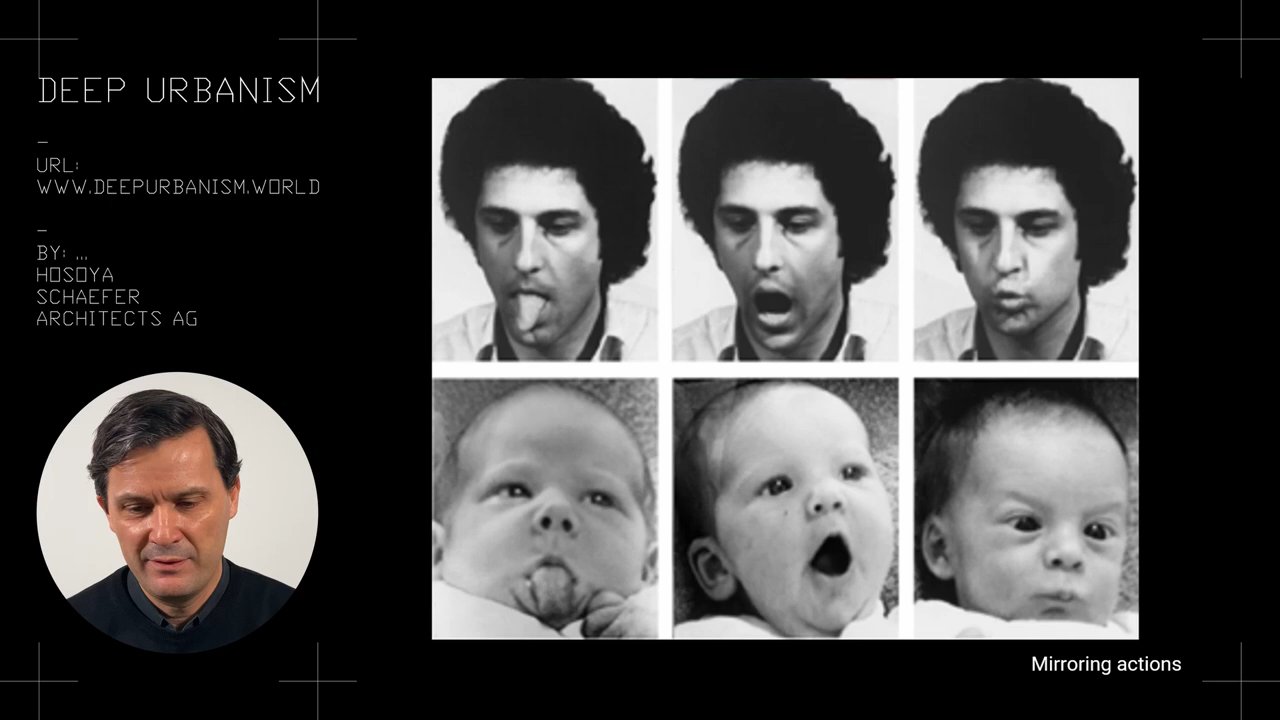 DEEP URBANISM
–
URL:
WWW.DEEPURBANISM.WORLD
–
BY: ...
HOSOYA
SCHAEFER
ARCHITECTS AG
Mirroring actions